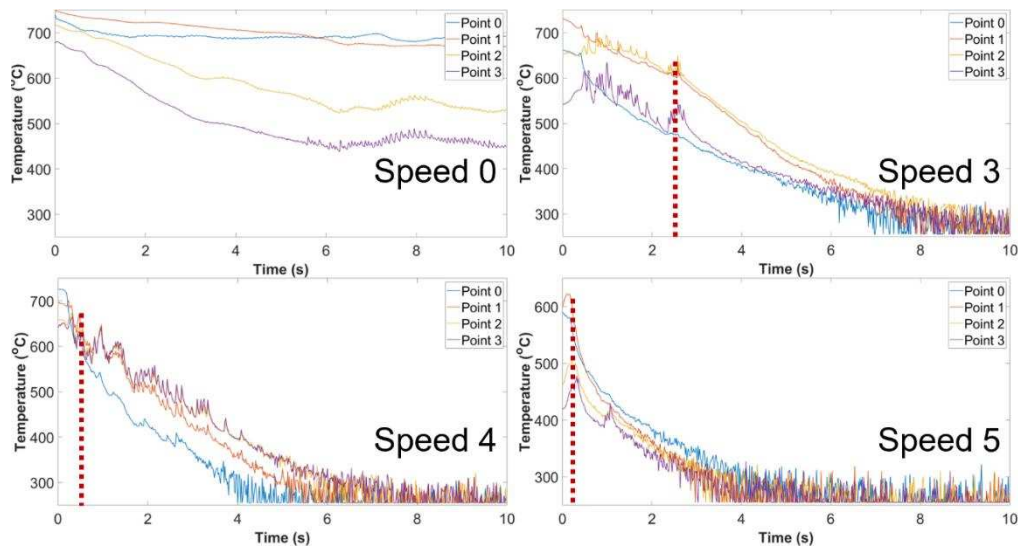 700
600
500
400
300
Temperature (°C)
0
2
4
6
8
10
Time (s)
Point 0
Point 1
Point 2
Point 3
Speed 0
700
600
500
400
300
Temperature (°C)
0
2
4
6
8
10
Time (s)
Point 0
Point 1
Point 2
Point 3
Speed 3
700
600
500
400
300
Temperature (°C)
0
2
4
6
8
10
Time (s)
Point 0
Point 1
Point 2
Point 3
Speed 4
600
500
400
300
Temperature (°C)
0
2
4
6
8
10
Time (s)
Point 0
Point 1
Point 2
Point 3
Speed 5